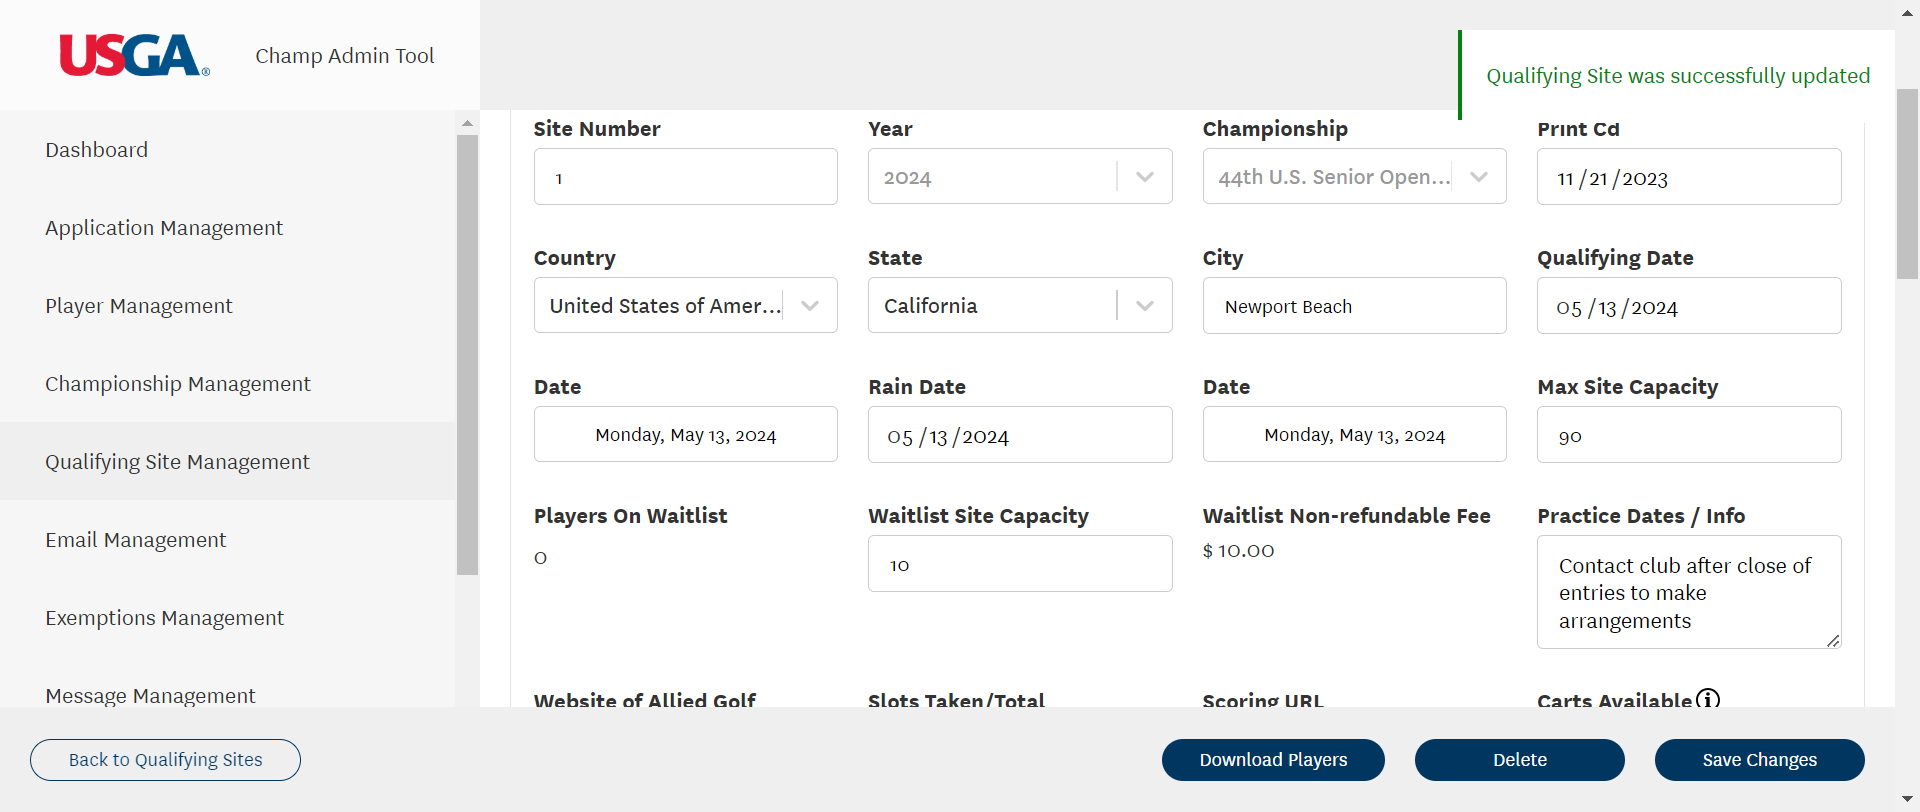 USGA®
Champ Admin Tool
Qualifying Site was successfully updated
Dashboard
Application Management
Player Management
Championship Management
Qualifying Site Management
Email Management
Exemptions Management
Message Management
Site Number
1
Year
2024
Championship
44th U.S. Senior Open...
Print Cd
11 /21 /2023
Country
United States of Amer...
State
California
City
Newport Beach
Qualifying Date
05 /13 /2024
Date
Monday, May 13, 2024
Rain Date
05 /13 /2024
Date
Monday, May 13, 2024
Max Site Capacity
90
Players On Waitlist
0
Waitlist Site Capacity
10
Waitlist Non-refundable Fee
$ 10.00
Practice Dates / Info
Contact club after close of
entries to make
arrangements
Website of Allied Golf
Slots Taken/Total
Scoring URL
Carts Available
Back to Qualifying Sites
Download Players
Delete
Save Changes